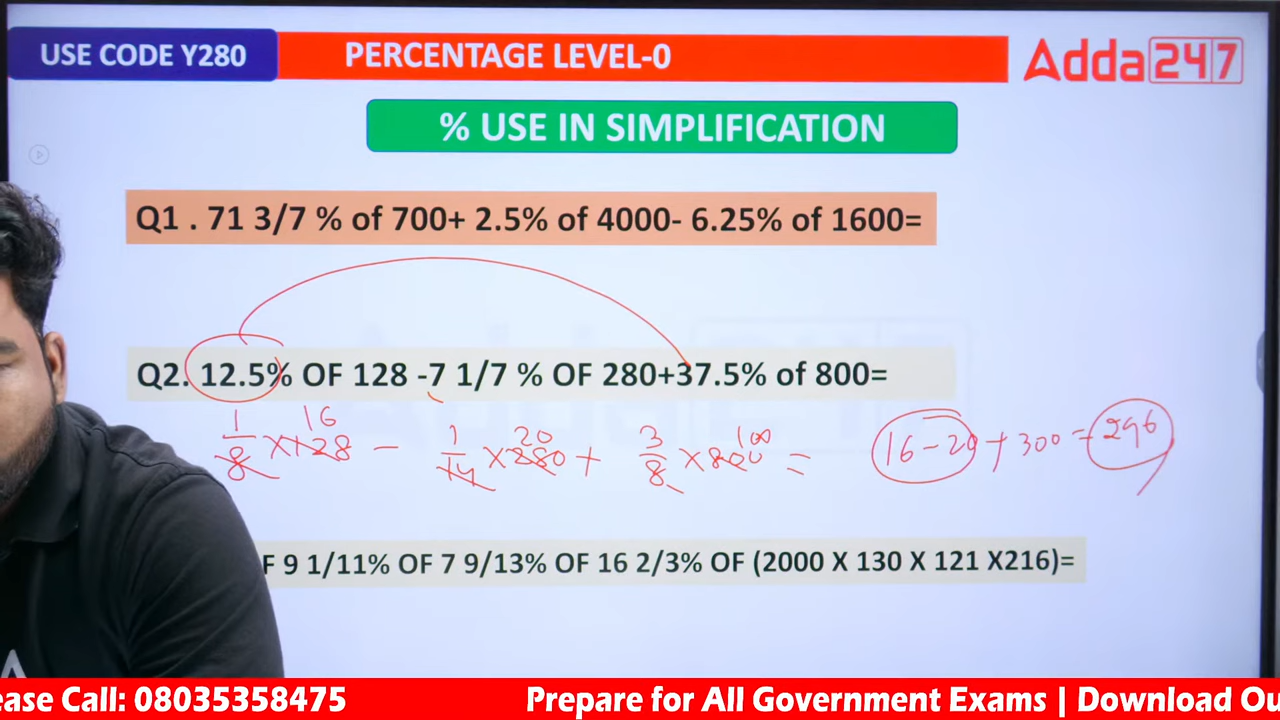 USE CODE Y280
PERCENTAGE LEVEL-0
Adda247
% USE IN SIMPLIFICATION
Q1 . 71 3/7 % of 700+ 2.5% of 4000- 6.25% of 1600=
Q2. 12.5% OF 128 -7 1/7 % OF 280+37.5% of 800=
1/8 × 128 16 - 1/14 × 280 20 + 3/8 × 800 100 = 16-20+300=296
F 9 1/11% OF 7 9/13% OF 16 2/3% OF (2000 X 130 X 121 X216)=
ease Call: 08035358475 Prepare for All Government Exams | Download Ou